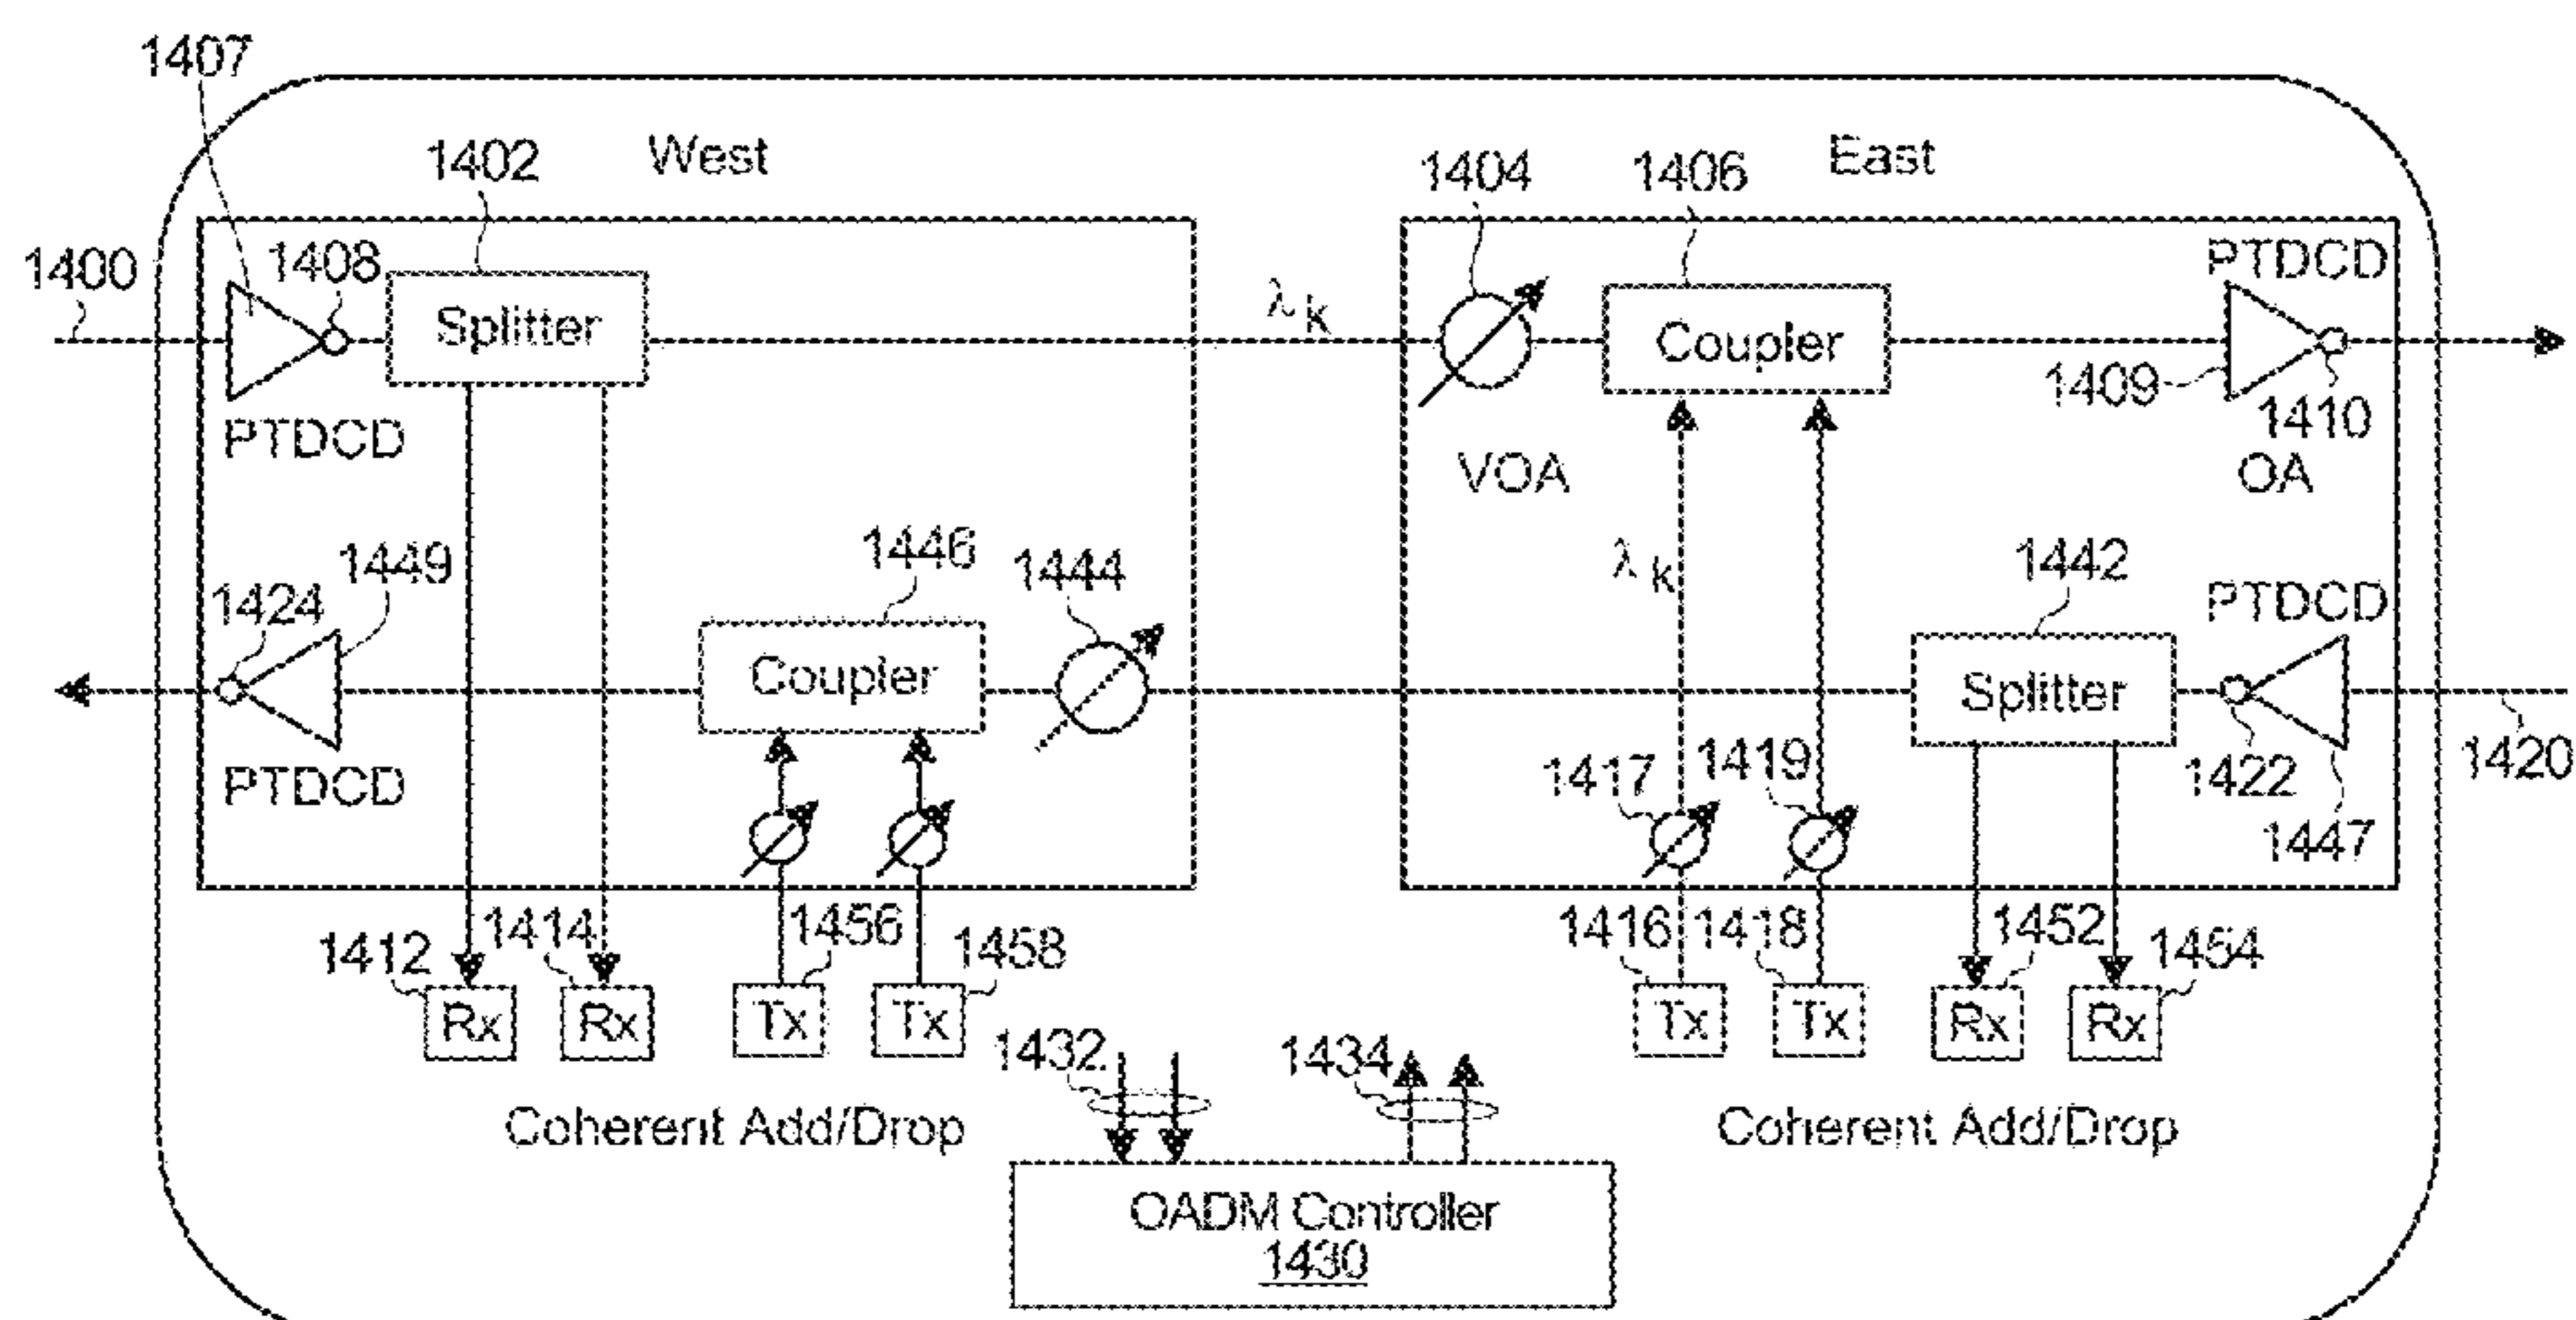 1407
West
East
1402
1404
1406
1400
1408
PTDCD
Splitter
λk
Coupler
1409
1410
PTDCD
VOA
OA
1446
1444
1442
1449
1424
λk
PTDCD
Coupler
Splitter
1417
1419
1422
1420
PTDCD
1447
1412
1414
1456
1458
1416
1418
1452
1454
Rx
Rx
Tx
Tx
Tx
Tx
Rx
Rx
1432
1434
Coherent Add/Drop
Coherent Add/Drop
OADM Controller
1430